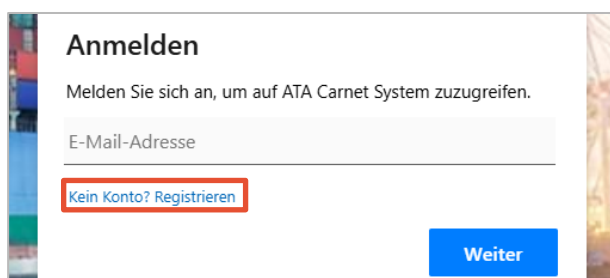 Anmelden
Melden Sie sich an, um auf ATA Carnet System zuzugreifen.
E-Mail-Adresse
Kein Konto? Registrieren
Weiter